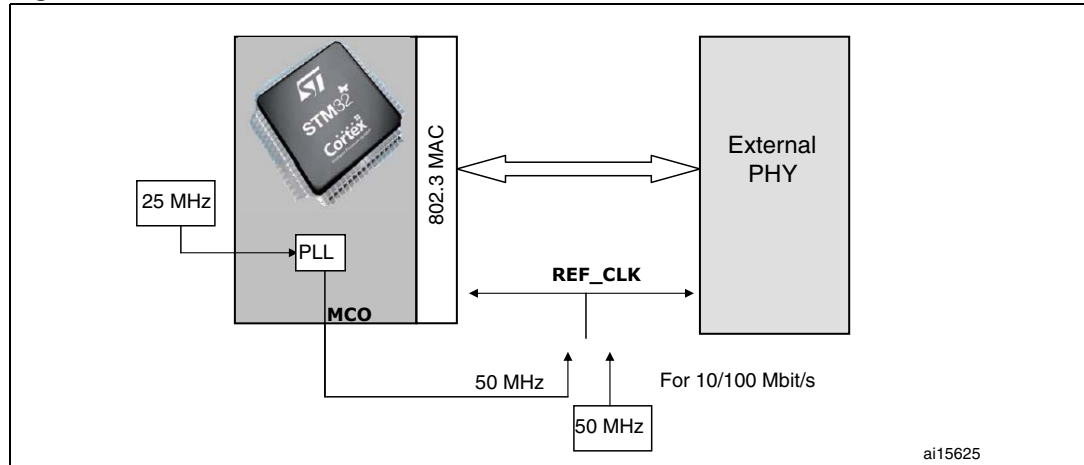 ST
STM32
Cortex
802.3 MAC
External
PHY
25 MHz
PLL
REF_CLK
MCO
50 MHz
For 10/100 Mbit/s
50 MHz
ai15625